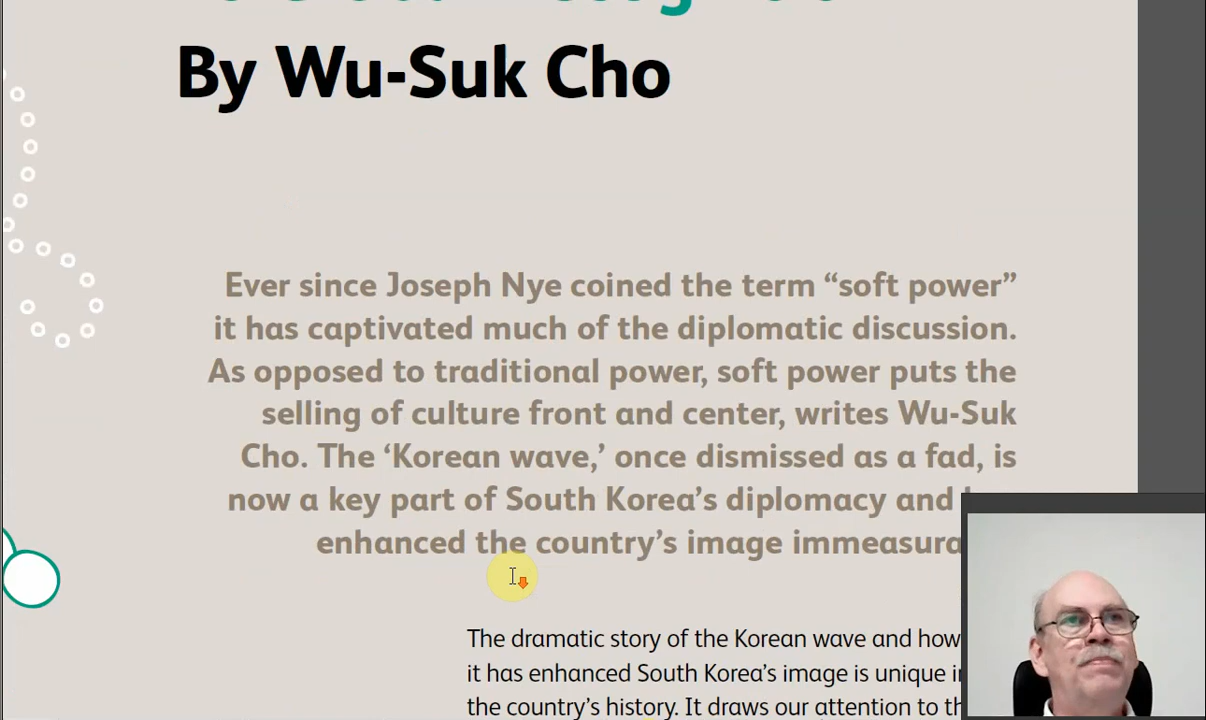 By Wu-Suk Cho
Ever since Joseph Nye coined the term “soft power”
it has captivated much of the diplomatic discussion.
As opposed to traditional power, soft power puts the
selling of culture front and center, writes Wu-Suk
Cho. The ‘Korean wave,’ once dismissed as a fad, is
now a key part of South Korea’s diplomacy and
enhanced the country’s image
The dramatic story of the Korean wave and how
it has enhanced South Korea’s image is unique
the country’s history. It draws our attention to